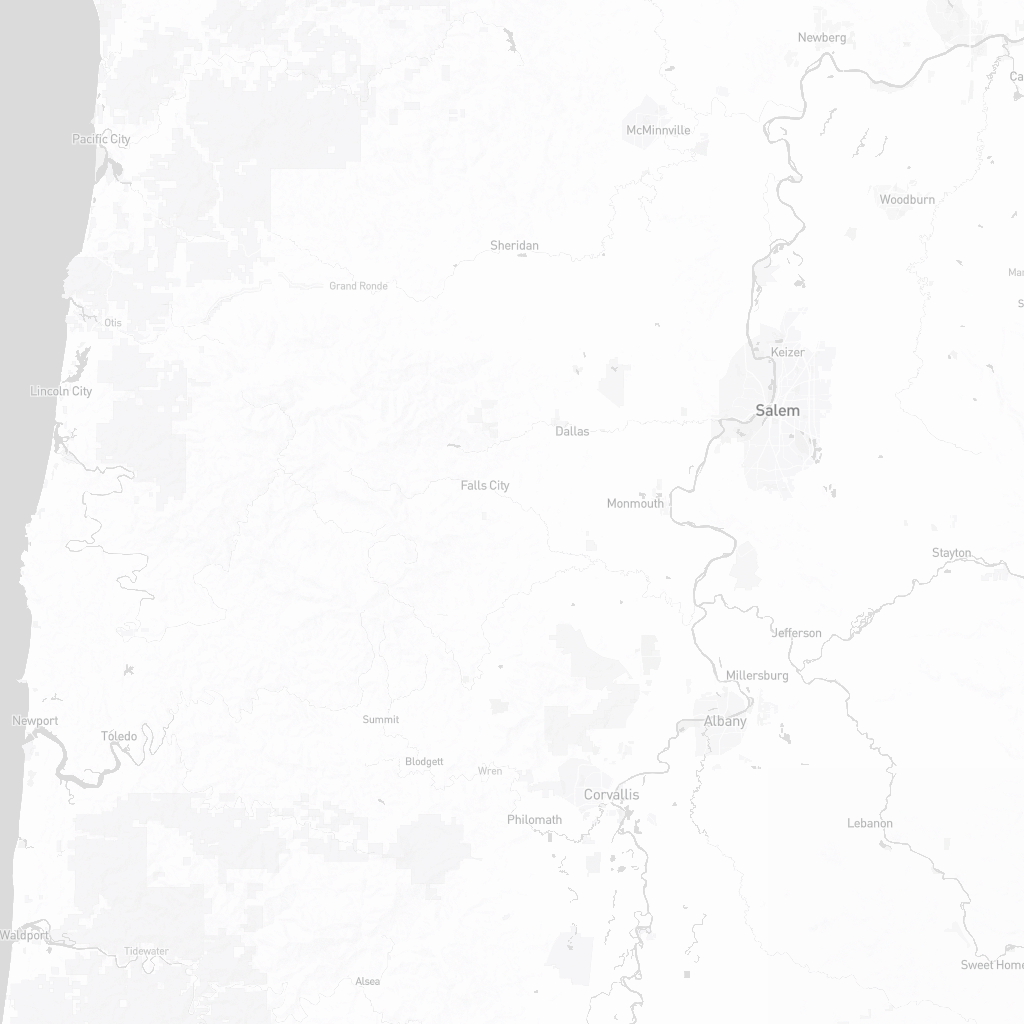 Newberg
Ca
McMinnville
Pacific City
Woodburn
Sheridan
Mar
Grand Ronde
S
Otis
Keizer
Lincoln City
Salem
Dallas
Falls City
Monmouth
Stayton
Jefferson
Millersburg
Newport
Summit
Albany
Toledo
Blodgett
Wren
Corvallis
Philomath
Lebanon
Waldport
Tidewater
Sweet Home
Alsea